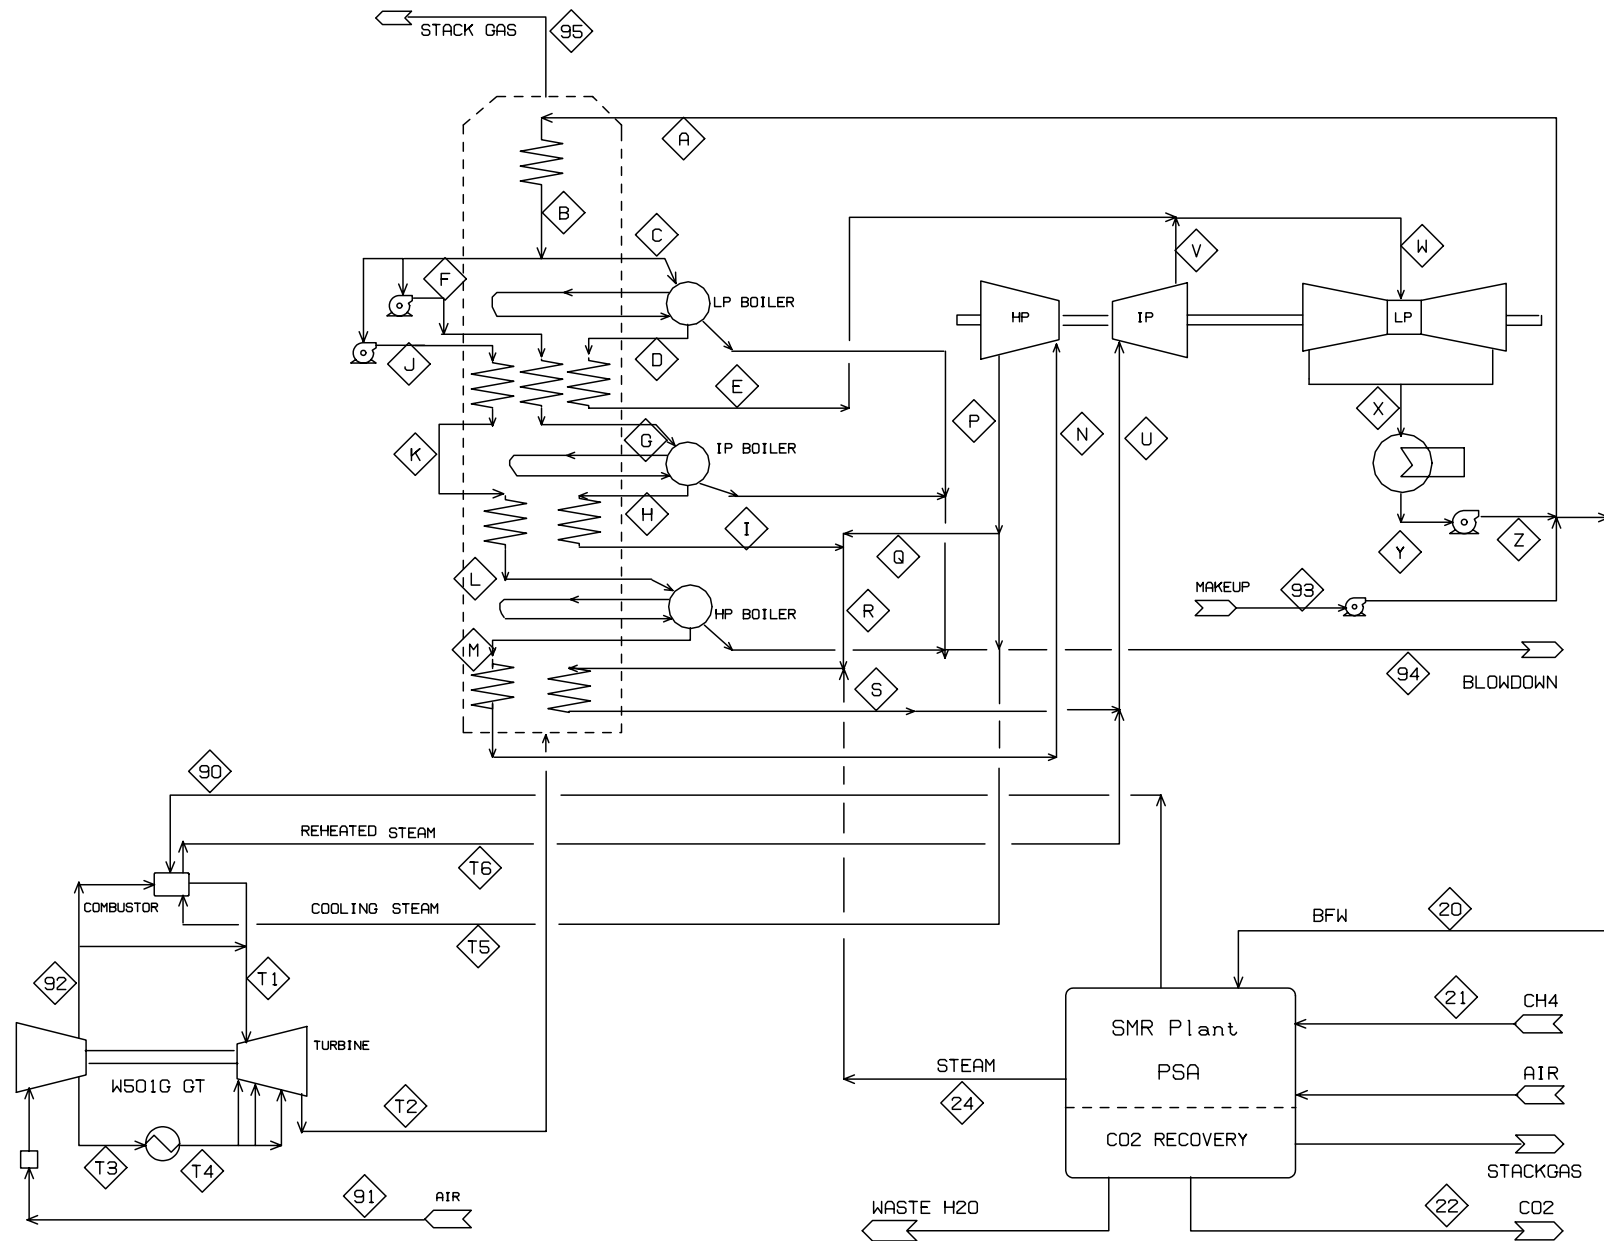 95
STACK GAS
A
B
C
F
V
W
LP BOILER
HP
IP
LP
J
D
E
X
P
N
U
G
K
IP BOILER
H
I
Y
Z
Q
L
R
MAKEUP
93
HP BOILER
M
S
94
BLOWDOWN
90
REHEATED STEAM
T6
COMBUSTOR
COOLING STEAM
T5
BFW
20
92
T1
21
CH4
SMR Plant
TURBINE
STEAM
PSA
AIR
W501G GT
T2
24
CO2 RECOVERY
T3
T4
STACKGAS
91
AIR
WASTE H2O
22
CO2